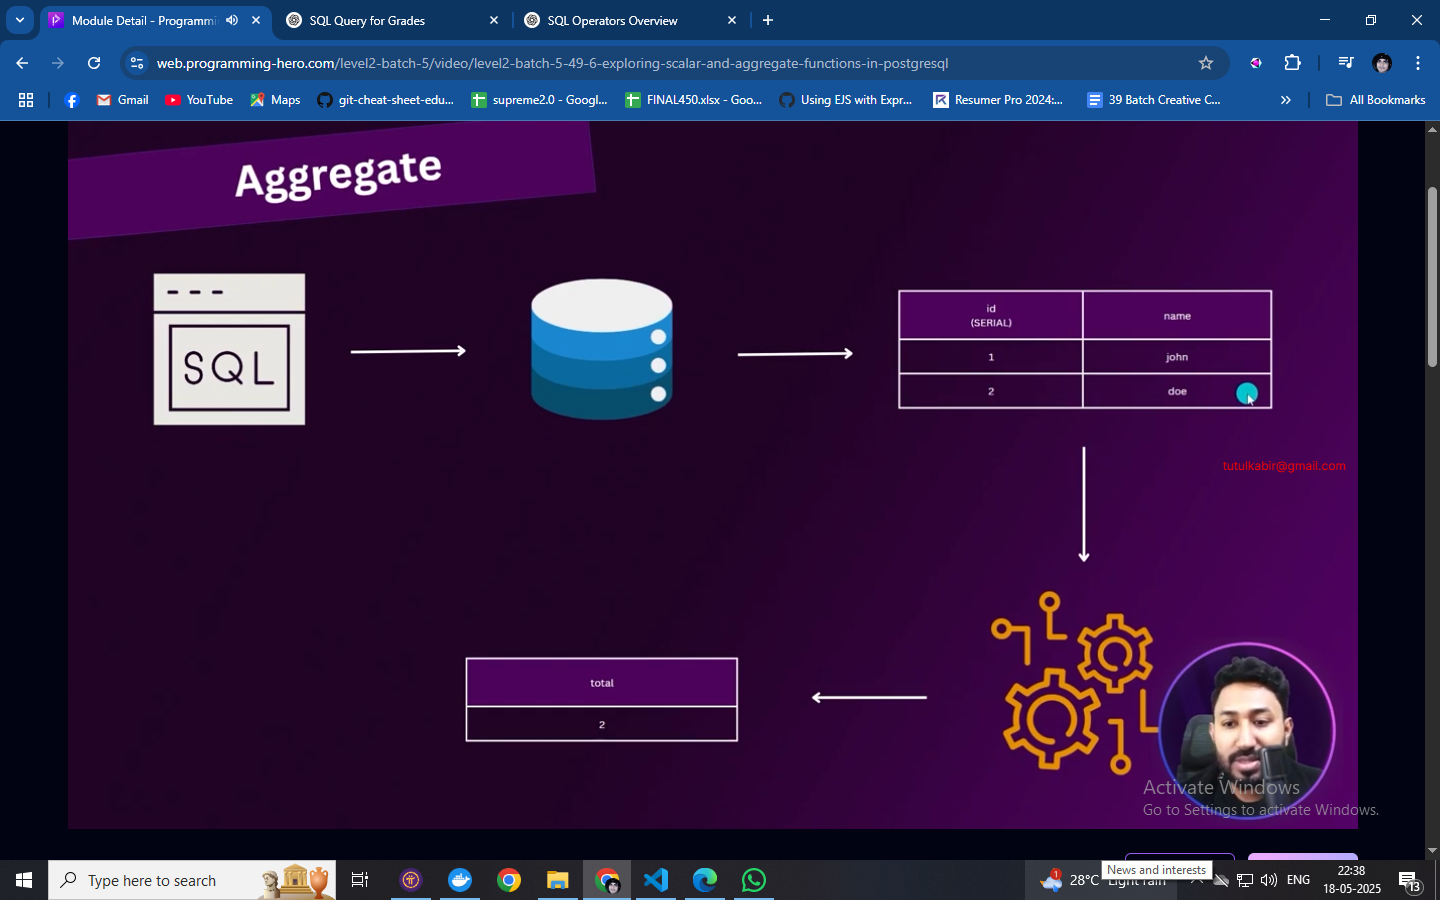 Module Detail - Programmi
SQL Query for Grades
SQL Operators Overview
web.programming-hero.com/level2-batch-5/video/level2-batch-5-49-6-exploring-scalar-and-aggregate-functions-in-postgresql
Gmail
YouTube
Maps
git-cheat-sheet-edu...
supreme2.0 - Googl...
FINAL450.xlsx - Goo...
Using EJS with Expr...
Resumer Pro 2024:...
39 Batch Creative C...
All Bookmarks
Aggregate
SQL
id
(SERIAL)
name
1
john
2
doe
tutulkabir@gmail.com
total
2
Activate Windows
Go to Settings to activate Windows.
News and interests
Type here to search
1
28°C
Light rain
ENG
22:38
18-05-2025
13